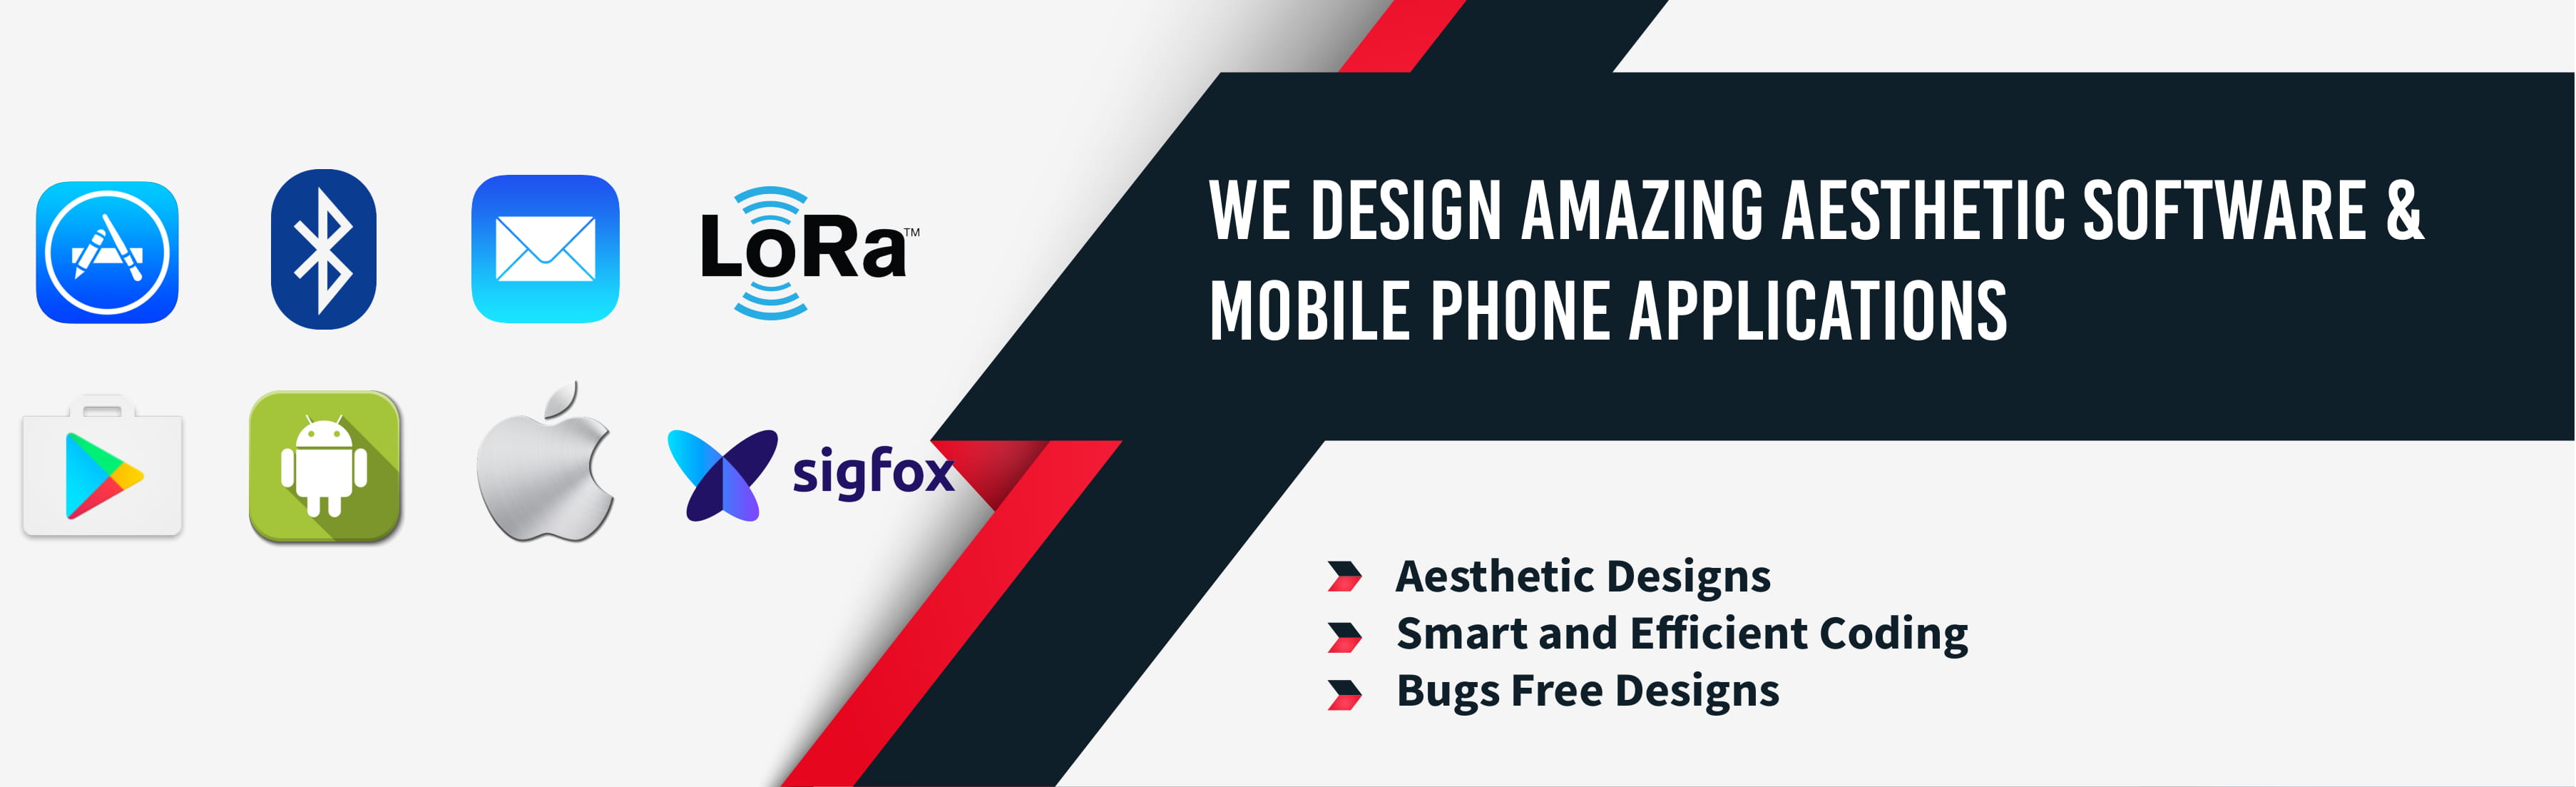 LoRa™
sigfox
WE DESIGN AMAZING AESTHETIC SOFTWARE &
MOBILE PHONE APPLICATIONS
Aesthetic Designs
Smart and Efficient Coding
Bugs Free Designs